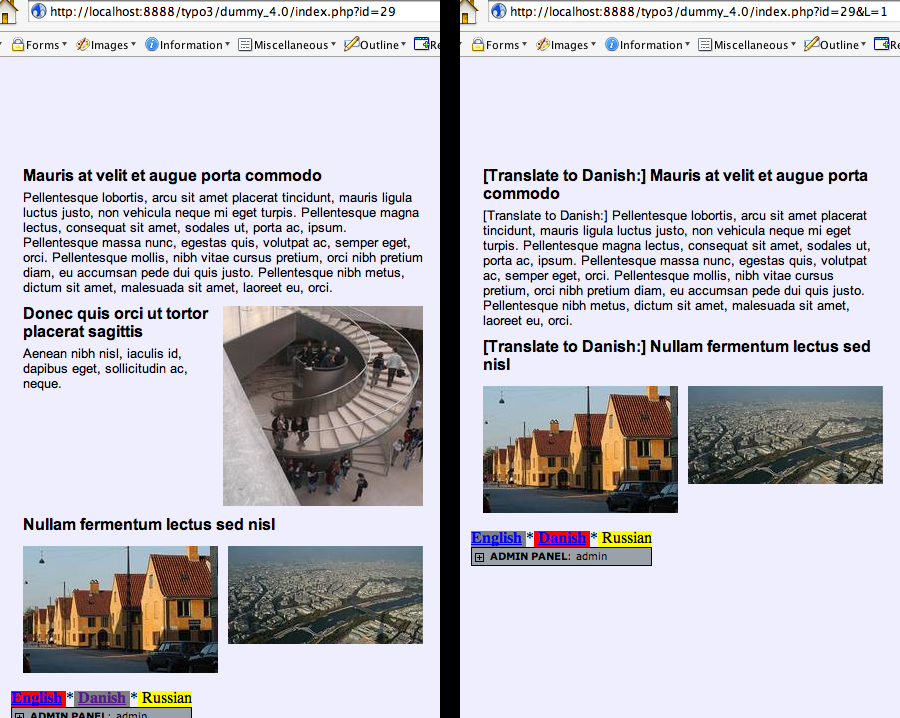 http://localhost:8888/typo3/dummy_4.0/index.php?id=29
Forms Images Information Miscellaneous Outline
Mauris at velit et augue porta commodo
Pellentesque lobortis, arcu sit amet placerat tincidunt, mauris ligula
luctus justo, non vehicula neque mi eget turpis. Pellentesque magna
lectus, consequat sit amet, sodales ut, porta ac, ipsum.
Pellentesque massa nunc, egestas quis, volutpat ac, semper eget,
orci. Pellentesque mollis, nibh vitae cursus pretium, orci nibh pretium
diam, eu accumsan pede dui quis justo. Pellentesque nibh metus,
dictum sit amet, malesuada sit amet, laoreet eu, orci.
Donec quis orci ut tortor
placerat sagittis
Aenean nibh nisl, iaculis id,
dapibus eget, sollicitudin ac,
neque.
Nullam fermentum lectus sed nisl
English * Danish * Russian
ADMIN PANEL: admin
http://localhost:8888/typo3/dummy_4.0/index.php?id=29&L=1
Forms Images Information Miscellaneous Outline Re
[Translate to Danish:] Mauris at velit et augue porta
commodo
[Translate to Danish:] Pellentesque lobortis, arcu sit amet placerat
tincidunt, mauris ligula luctus justo, non vehicula neque mi eget
turpis. Pellentesque magna lectus, consequat sit amet, sodales ut,
porta ac, ipsum. Pellentesque massa nunc, egestas quis, volutpat
ac, semper eget, orci. Pellentesque mollis, nibh vitae cursus
pretium, orci nibh pretium diam, eu accumsan pede dui quis justo.
Pellentesque nibh metus, dictum sit amet, malesuada sit amet,
laoreet eu, orci.
[Translate to Danish:] Nullam fermentum lectus sed
nisl
English * Danish * Russian
ADMIN PANEL: admin